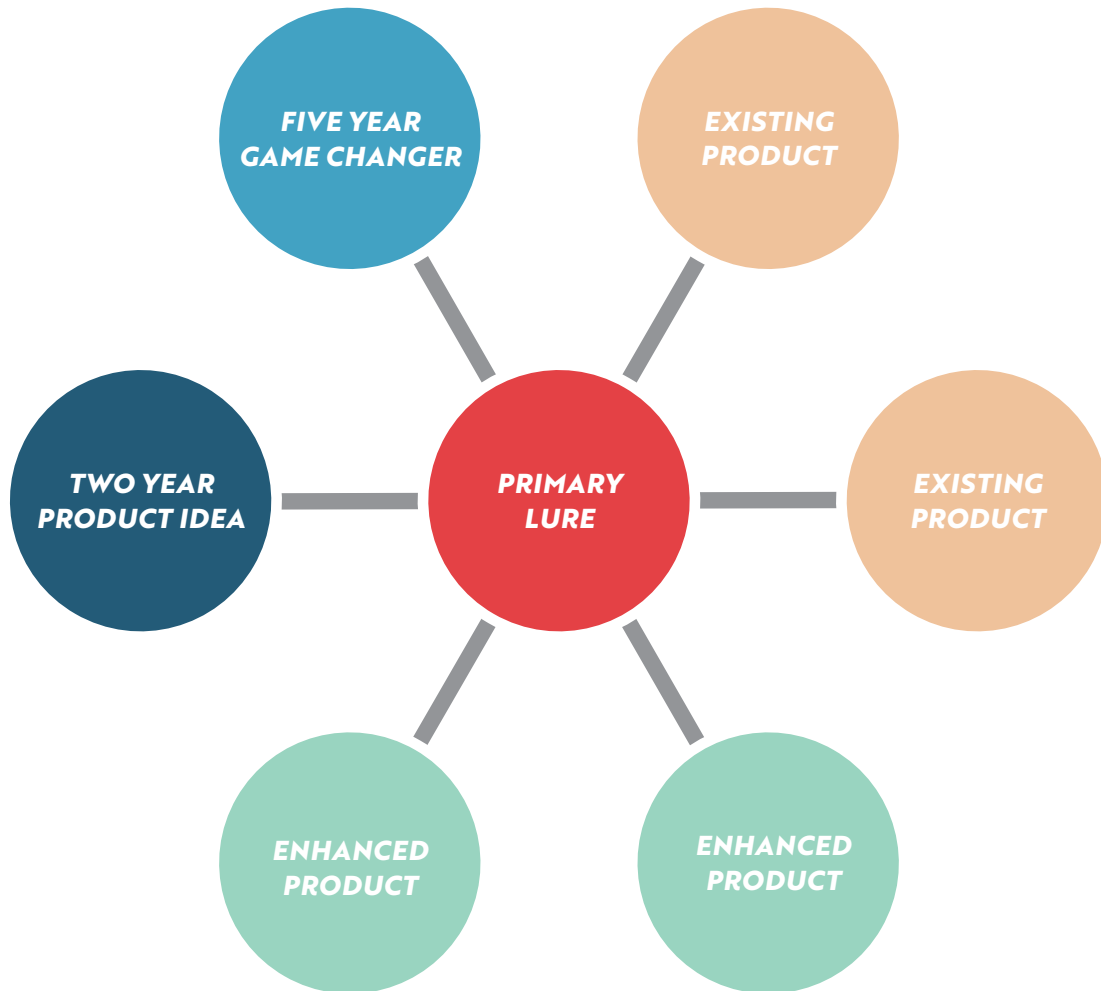 FIVE YEAR
GAME CHANGER
EXISTING
PRODUCT
TWO YEAR
PRODUCT IDEA
PRIMARY
LURE
EXISTING
PRODUCT
ENHANCED
PRODUCT
ENHANCED
PRODUCT